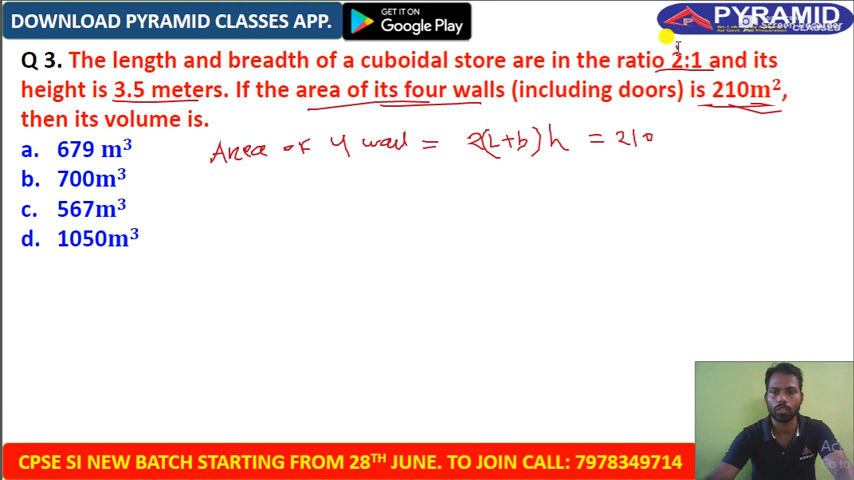 DOWNLOAD PYRAMID CLASSES APP.
GET IT ON
Google Play
PYRAMID
CLASSES
Screen Recorder
Q 3. The length and breadth of a cuboidal store are in the ratio 2:1 and its
height is 3.5 meters. If the area of its four walls (including doors) is 210m²,
then its volume is.
Area of 4 wall = 2(L+b)h = 210
a. 679 m³
b. 700m³
c. 567m³
d. 1050m³
CPSE SI NEW BATCH STARTING FROM 28TH JUNE. TO JOIN CALL: 7978349714